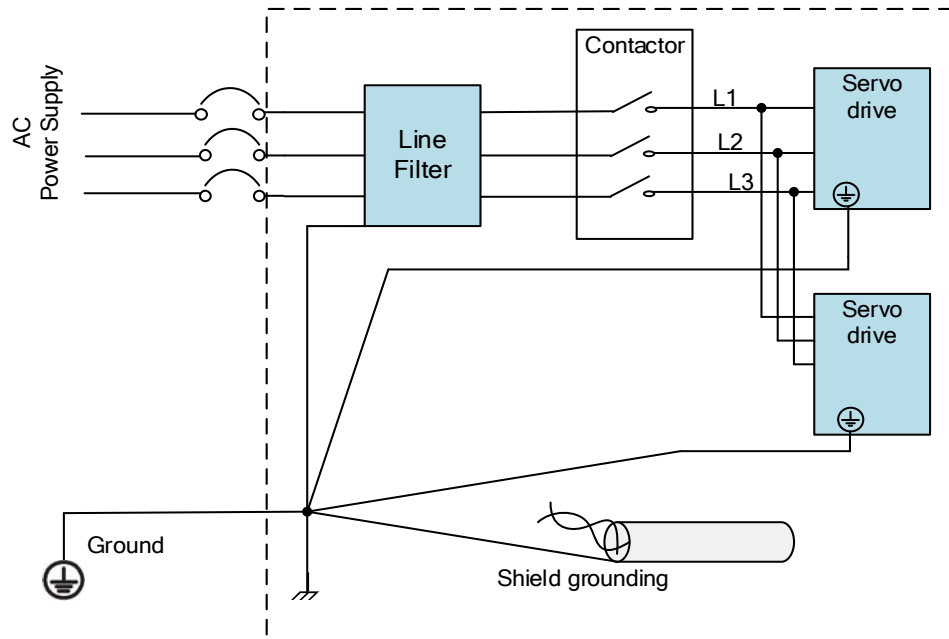 AC
Power Supply
Line
Filter
Contactor
L1
L2
L3
Servo
drive
Servo
drive
Ground
Shield grounding